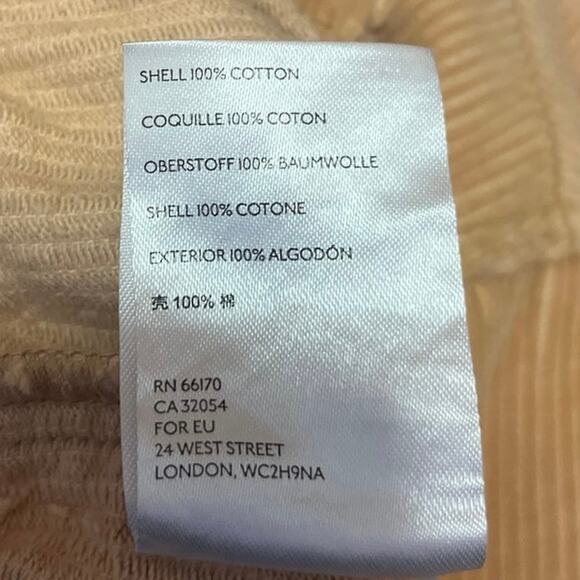 SHELL 100% COTTON
COQUILLE 100% COTON
OBERSTOFF 100% BAUMWOLLE
SHELL 100% COTONE
EXTERIOR 100% ALGODÓN
売 100% 棉
RN 66170
CA 32054
FOR EU
24 WEST STREET
LONDON, WC2H9NA